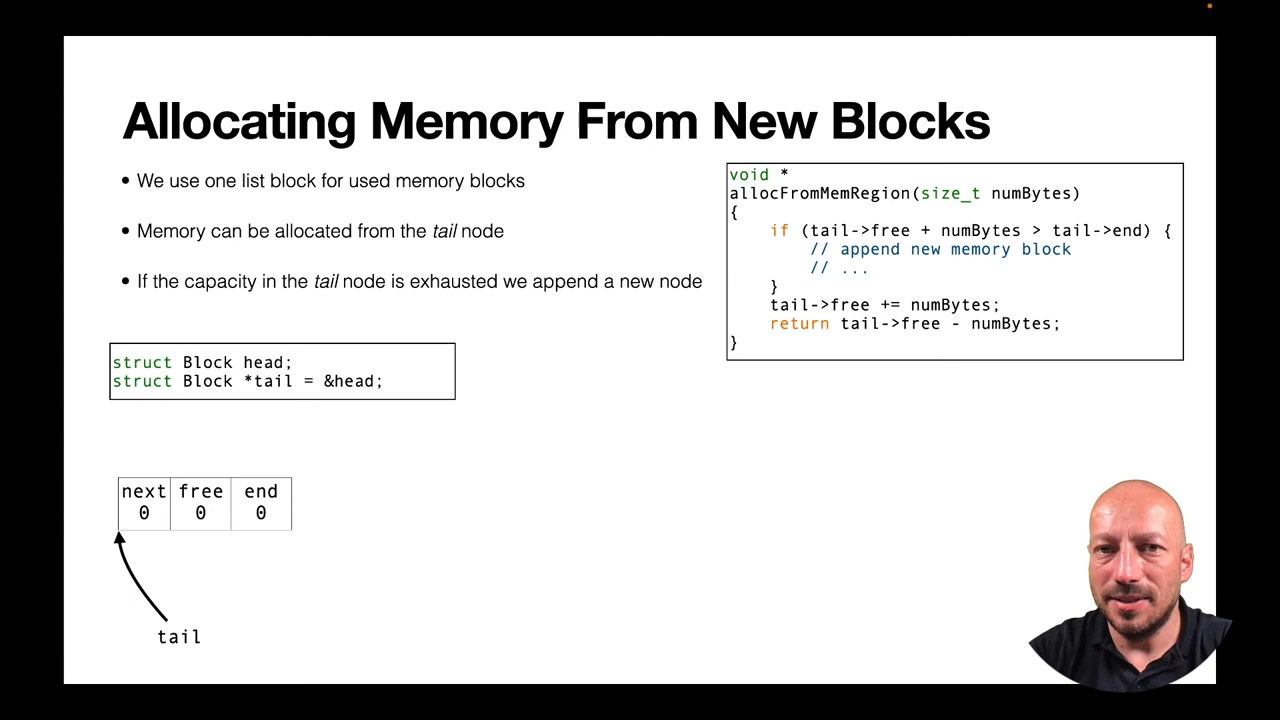 Allocating Memory From New Blocks
• We use one list block for used memory blocks
• Memory can be allocated from the tail node
• If the capacity in the tail node is exhausted we append a new node
void *
allocFromMemRegion(size_t numBytes)
{
    if (tail->free + numBytes > tail->end) {
        // append new memory block
        // ...
    }
    tail->free += numBytes;
    return tail->free - numBytes;
}
struct Block head;
struct Block *tail = &head;
next free end
0 0 0
tail